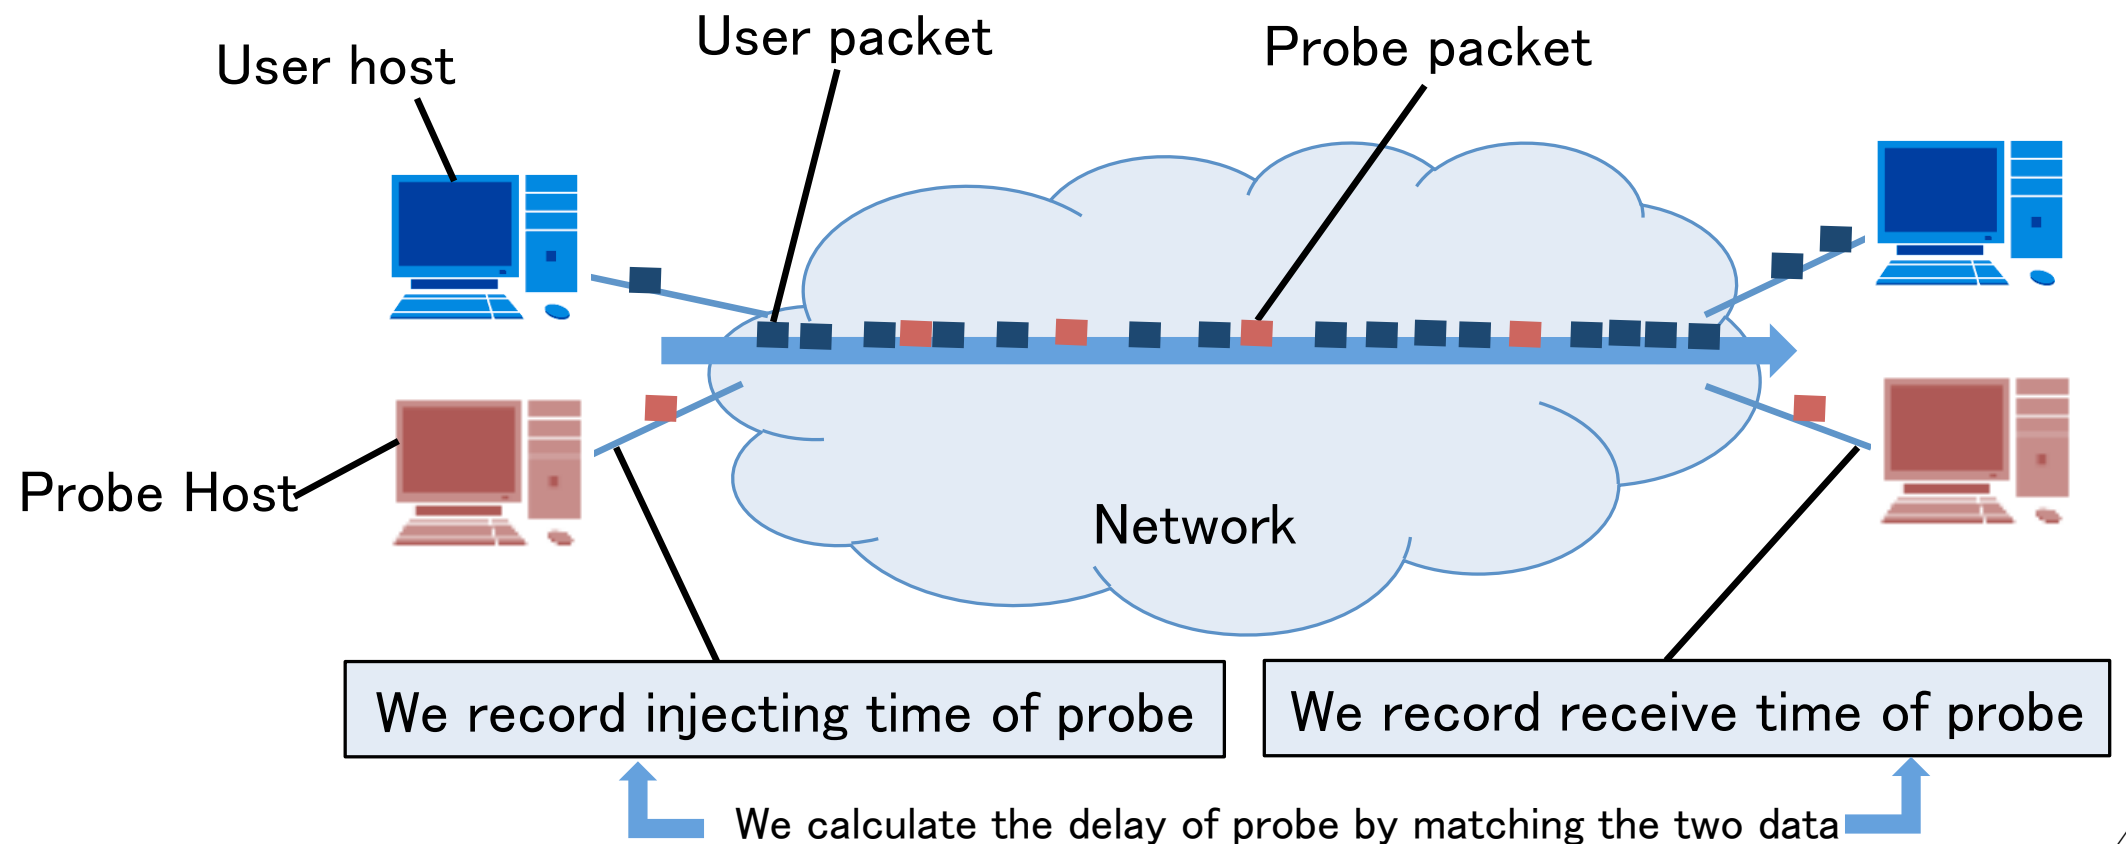 User host
User packet
Probe packet
Probe Host
Network
We record injecting time of probe
We record receive time of probe
We calculate the delay of probe by matching the two data